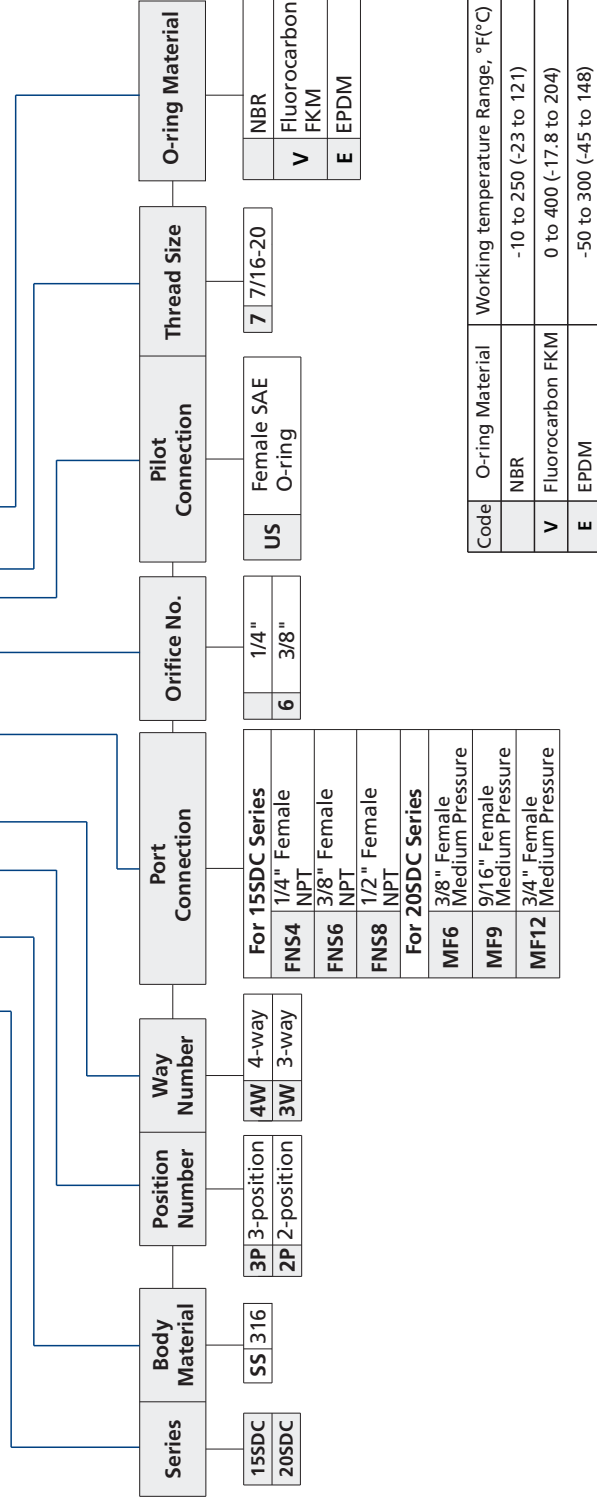 Series
Body
Material
Position
Number
Way
Number
Port
Connection
Orifice No.
Pilot
Connection
Thread Size
O-ring Material
15SDC
20SDC
SS 316
3P 3-position
2P 2-position
4W 4-way
3W 3-way
For 15SDC Series
FNS4 1/4" Female
NPT
FNS6 3/8" Female
NPT
FNS8 1/2" Female
NPT
For 20SDC Series
MF6 3/8" Female
Medium Pressure
MF9 9/16" Female
Medium Pressure
MF12 3/4" Female
Medium Pressure
1/4"
6 3/8"
US Female SAE
O-ring
7 7/16-20
NBR
V Fluorocarbon
FKM
E EPDM
Code O-ring Material Working temperature Range, °F(°C)
NBR -10 to 250 (-23 to 121)
V Fluorocarbon FKM 0 to 400 (-17.8 to 204)
E EPDM -50 to 300 (-45 to 148)